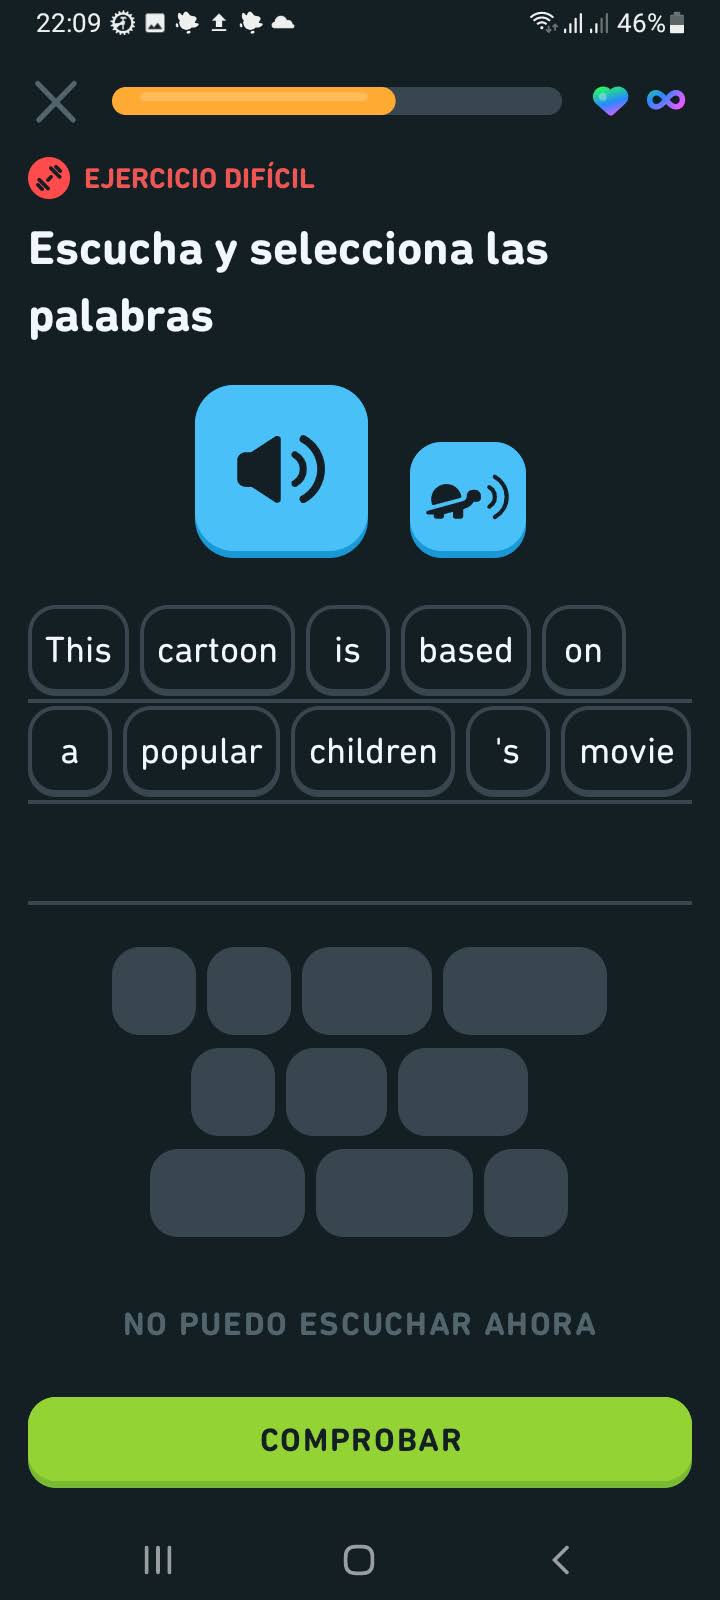 22:09 46%
EJERCICIO DIFÍCIL
Escucha y selecciona las
palabras
This cartoon is based on
a popular children 's movie
NO PUEDO ESCUCHAR AHORA
COMPROBAR